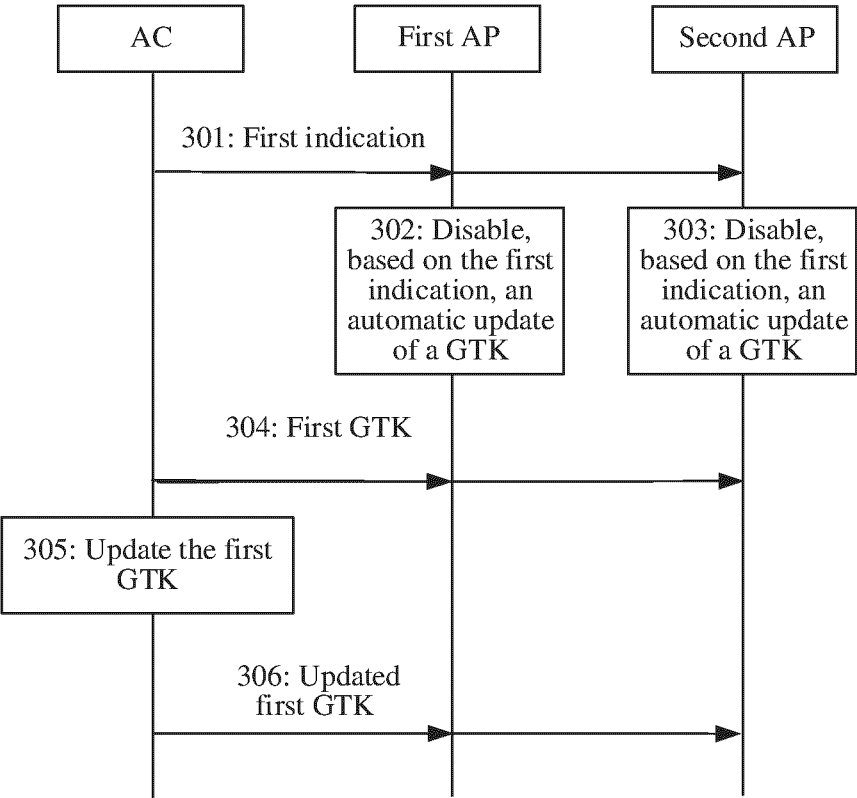 AC
First AP
Second AP
301: First indication
302: Disable,
based on the first
indication, an
automatic update
of a GTK
303: Disable,
based on the first
indication, an
automatic update
of a GTK
304: First GTK
305: Update the first
GTK
306: Updated
first GTK